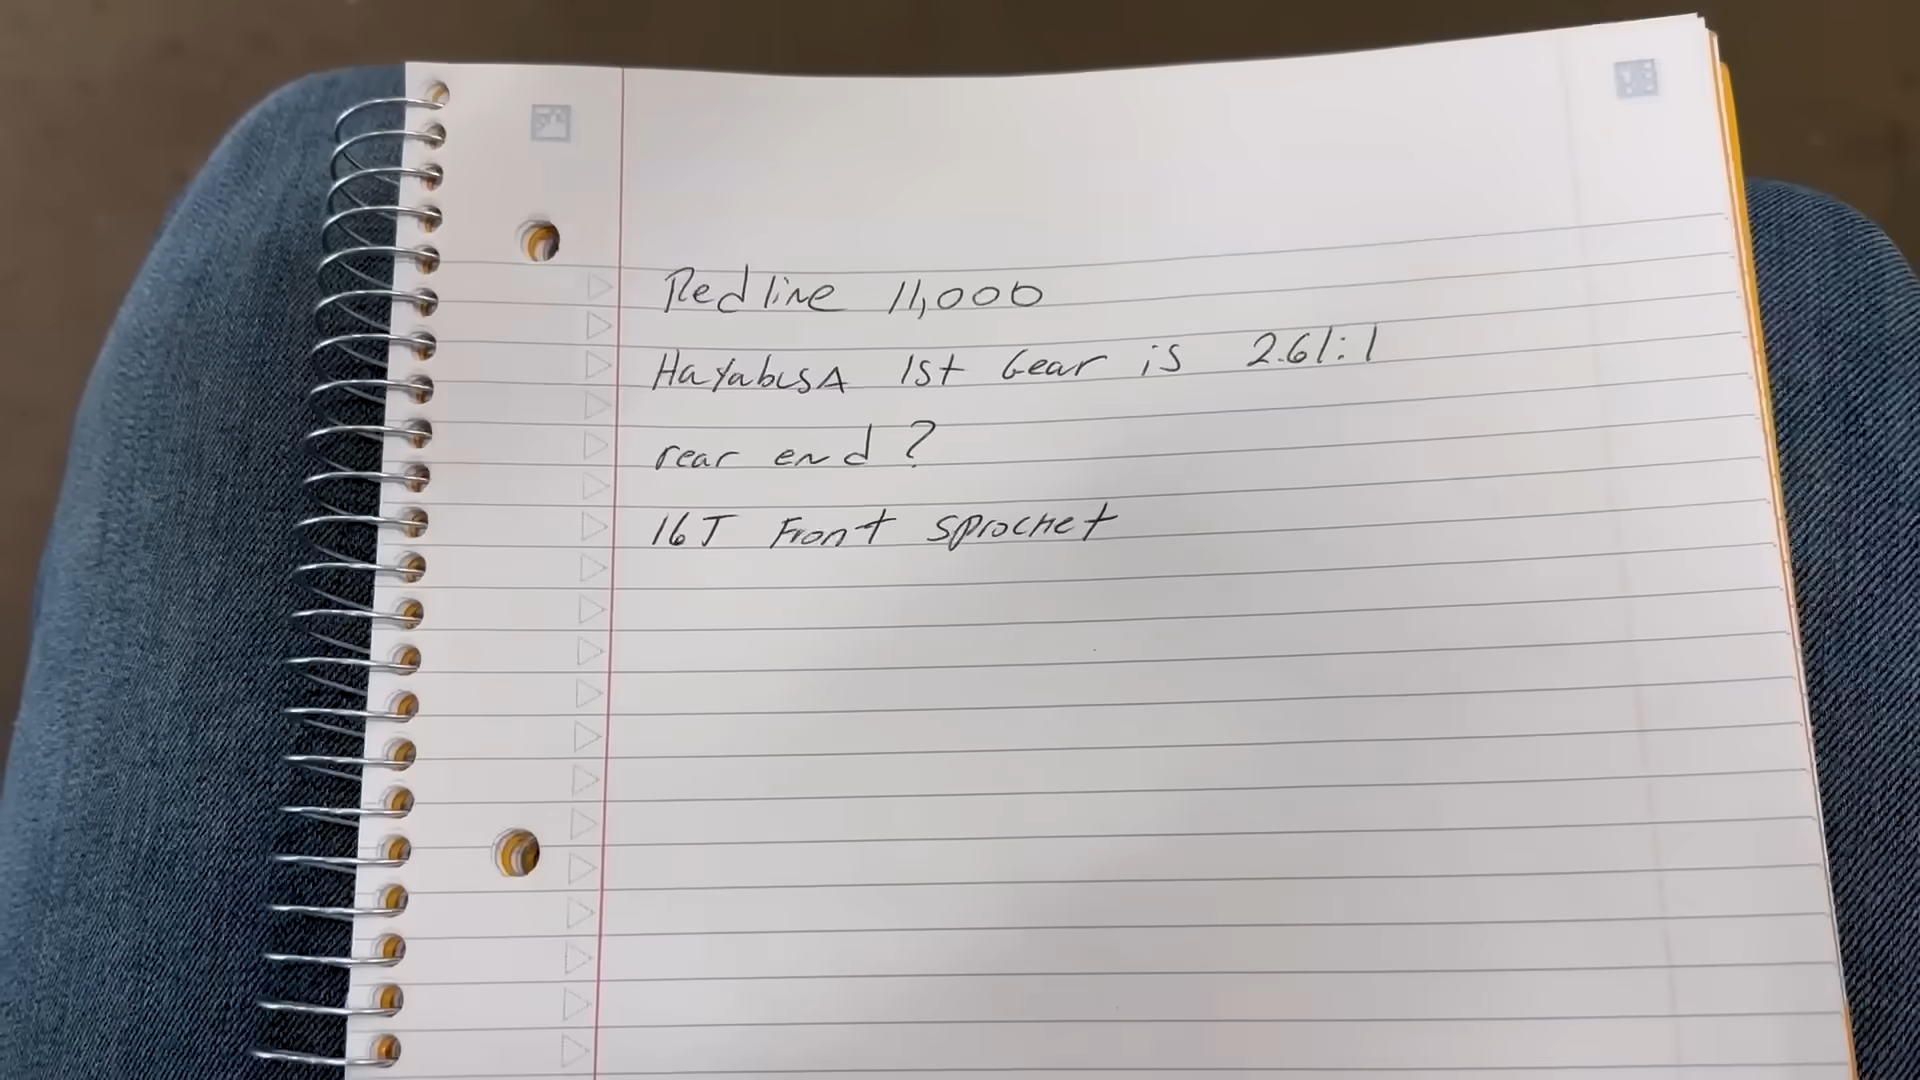 Redline 11,000
HayabusA 1st Gear is 2.61:1
rear end ?
16T Front sprocket